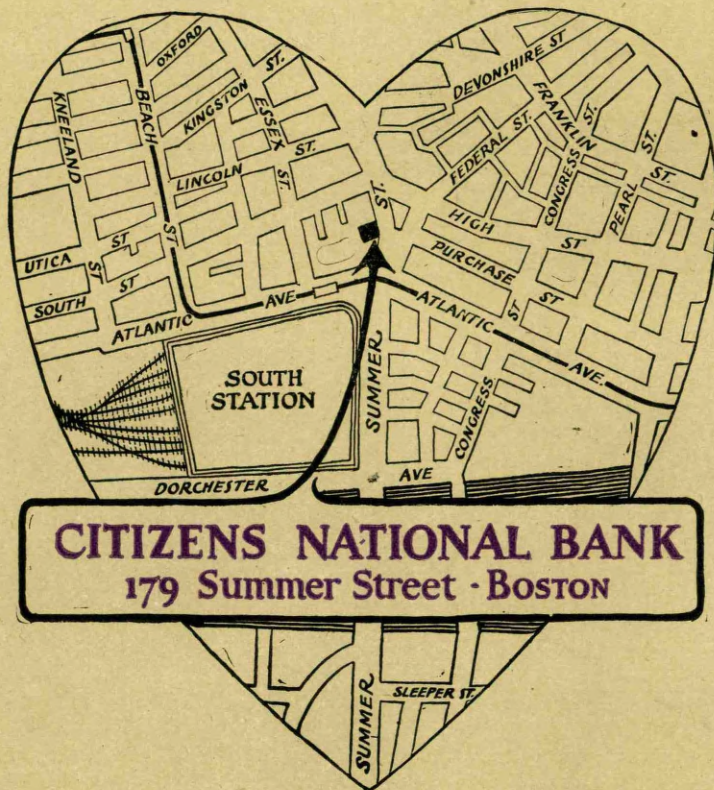 OXFORD ST.
DEVONSHIRE ST
KNEELAND ST
BEACH ST
KINGSTON
ESSEX ST.
FRANKLIN ST.
FEDERAL ST.
CONGRESS ST
PEARL ST.
LINCOLN ST.
ST.
HIGH ST
UTICA ST
PURCHASE ST
SOUTH ST
ATLANTIC AVE
ATLANTIC AVE.
SOUTH
STATION
SUMMER
CONGRESS
DORCHESTER AVE
CITIZENS NATIONAL BANK
179 Summer Street · BOSTON
SUMMER
SLEEPER ST.